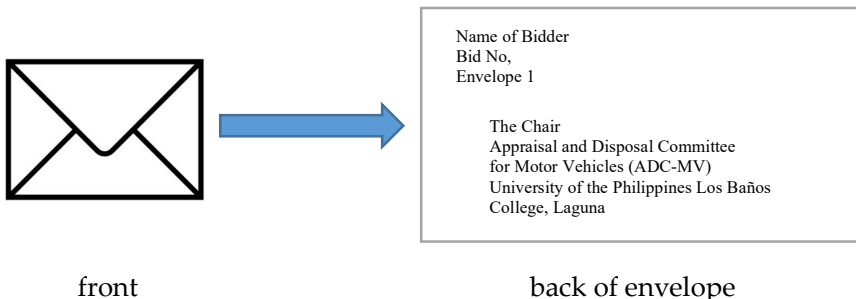 Name of Bidder
Bid No,
Envelope 1
The Chair
Appraisal and Disposal Committee
for Motor Vehicles (ADC-MV)
University of the Philippines Los Baños
College, Laguna
front
back of envelope